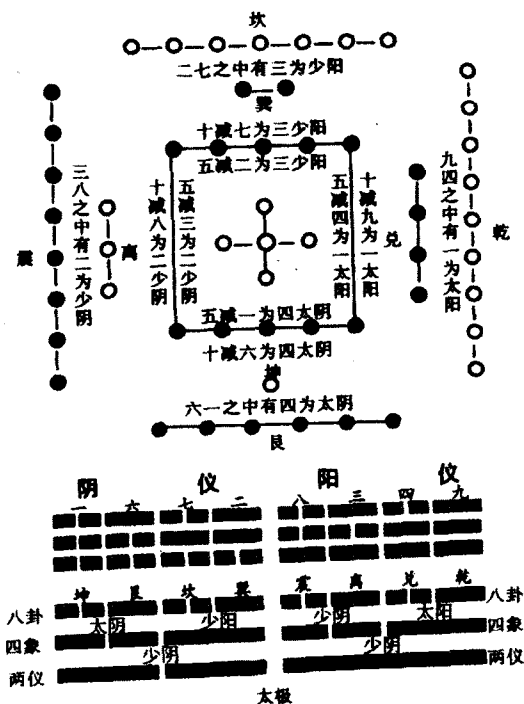 坎
二七之中有三为少阳
巽
十减七为三少阳
五减二为三少阳
震
三八之中有二为少阴
离
十减八为二少阴
五减三为二少阴
五减四为一太阳
十减九为一太阳
兑
九四之中有一为太阳
乾
五减一为四太阴
十减六为四太阴
坤
六一之中有四为太阴
艮
阴 仪 阳 仪
一 六 七 二 八 三 四 九
坤 艮 坎 巽 震 离 兑 乾
八卦 太阴 少阳 少阴 太阳 八卦
四象 少阴 少阴 四象
两仪 两仪
太极